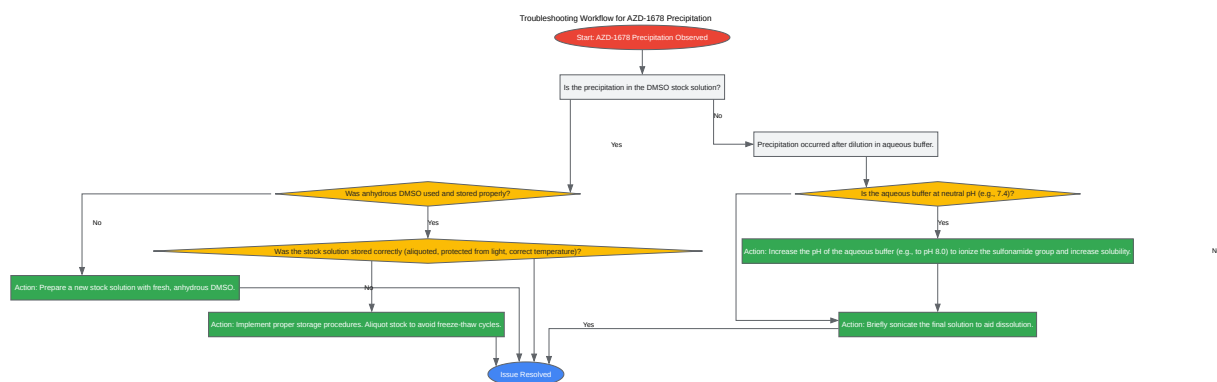 Troubleshooting Workflow for AZD-1678 Precipitation
Start: AZD-1678 Precipitation Observed
Is the precipitation in the DMSO stock solution?
No
Yes
Precipitation occurred after dilution in aqueous buffer.
Was anhydrous DMSO used and stored properly?
Is the aqueous buffer at neutral pH (e.g., 7.4)?
No
Yes
Yes
Was the stock solution stored correctly (aliquoted, protected from light, correct temperature)?
Action: Increase the pH of the aqueous buffer (e.g., to pH 8.0) to ionize the sulfonamide group and increase solubility.
N
Action: Prepare a new stock solution with fresh, anhydrous DMSO.
No
Action: Implement proper storage procedures. Aliquot stock to avoid freeze-thaw cycles.
Yes
Action: Briefly sonicate the final solution to aid dissolution.
Issue Resolved